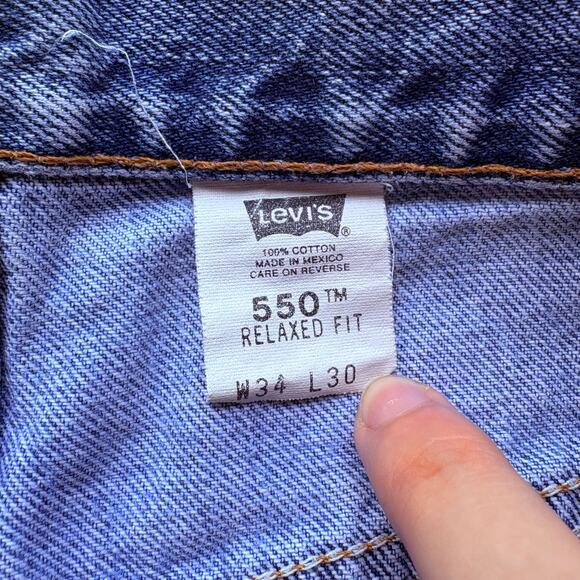 Levi's ®
100% COTTON
MADE IN MEXICO
CARE ON REVERSE
550™
RELAXED FIT
W34 L30